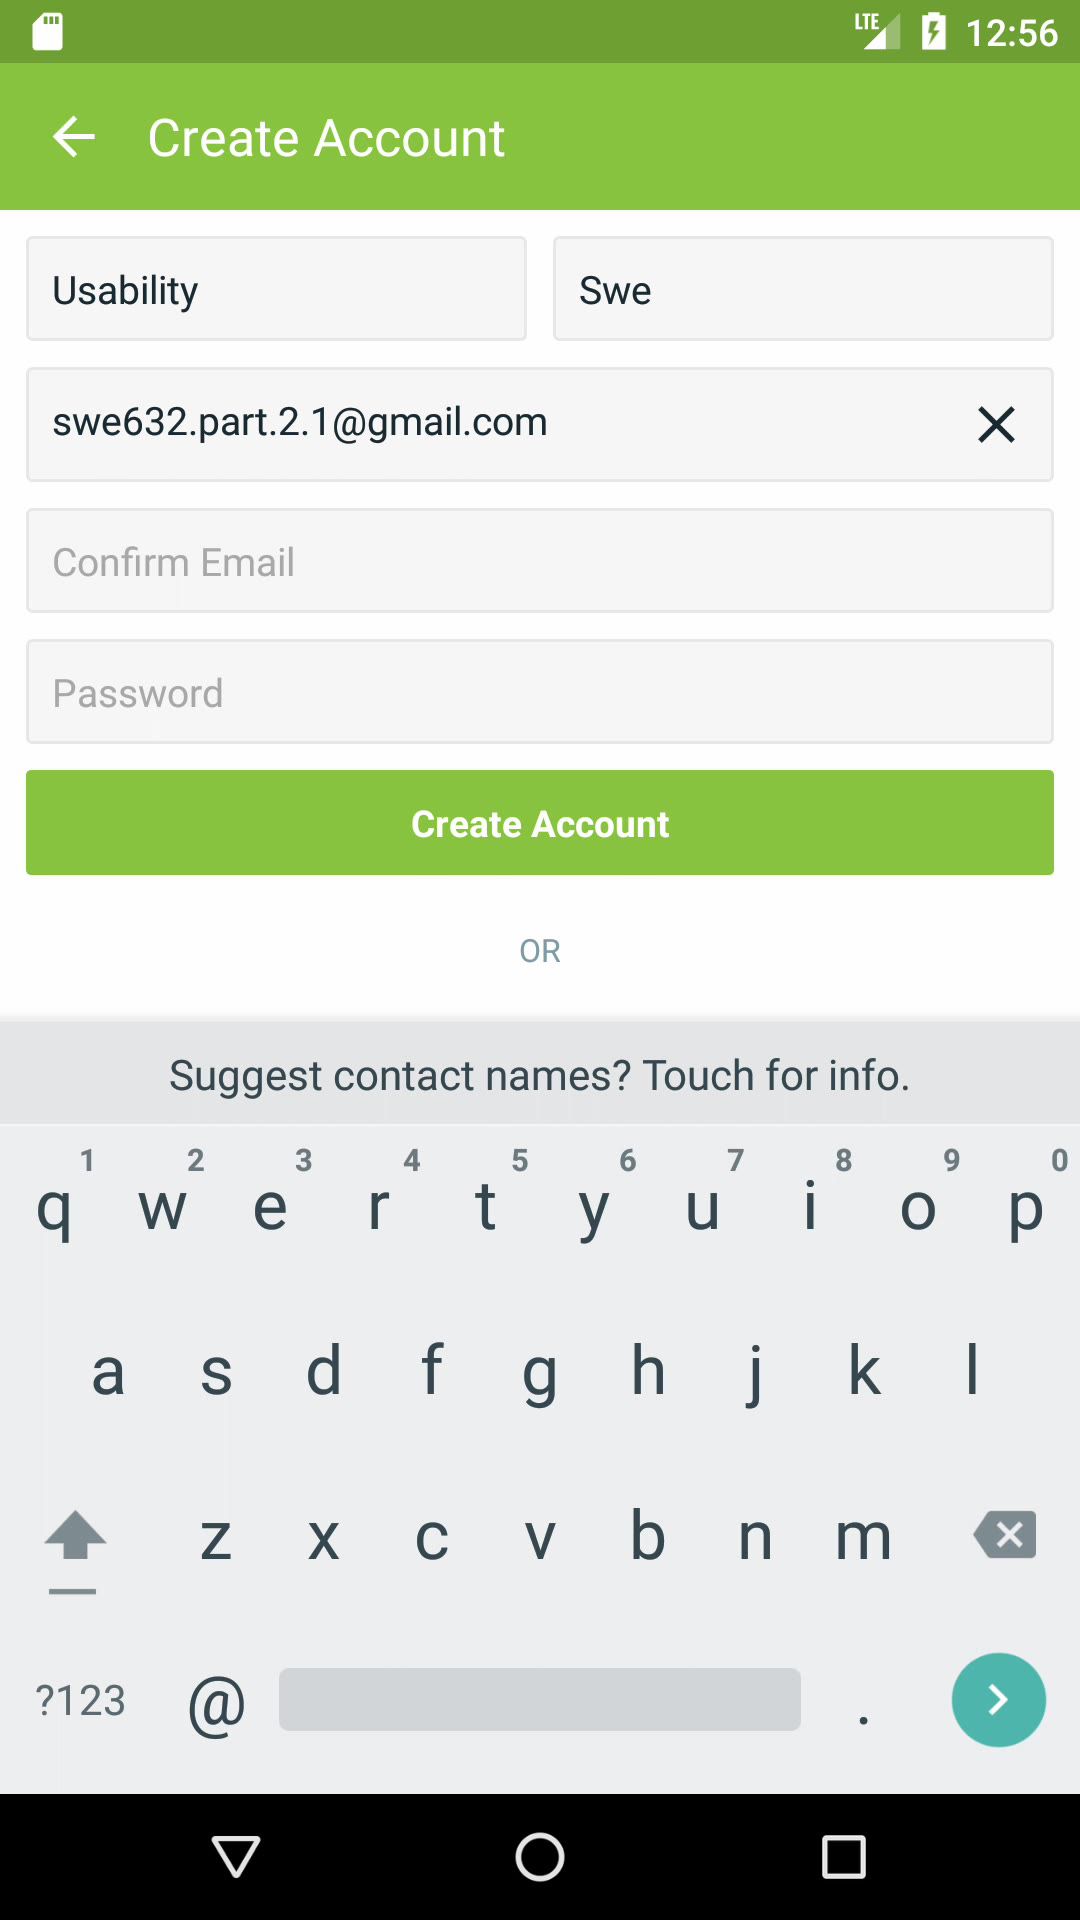 LTE 12:56
Create Account
Usability Swe
swe632.part.2.1@gmail.com
Confirm Email
Password
Create Account
OR
Suggest contact names? Touch for info.
1 2 3 4 5 6 7 8 9 0
q w e r t y u i o p
a s d f g h j k l
z x c v b n m
?123 @ .